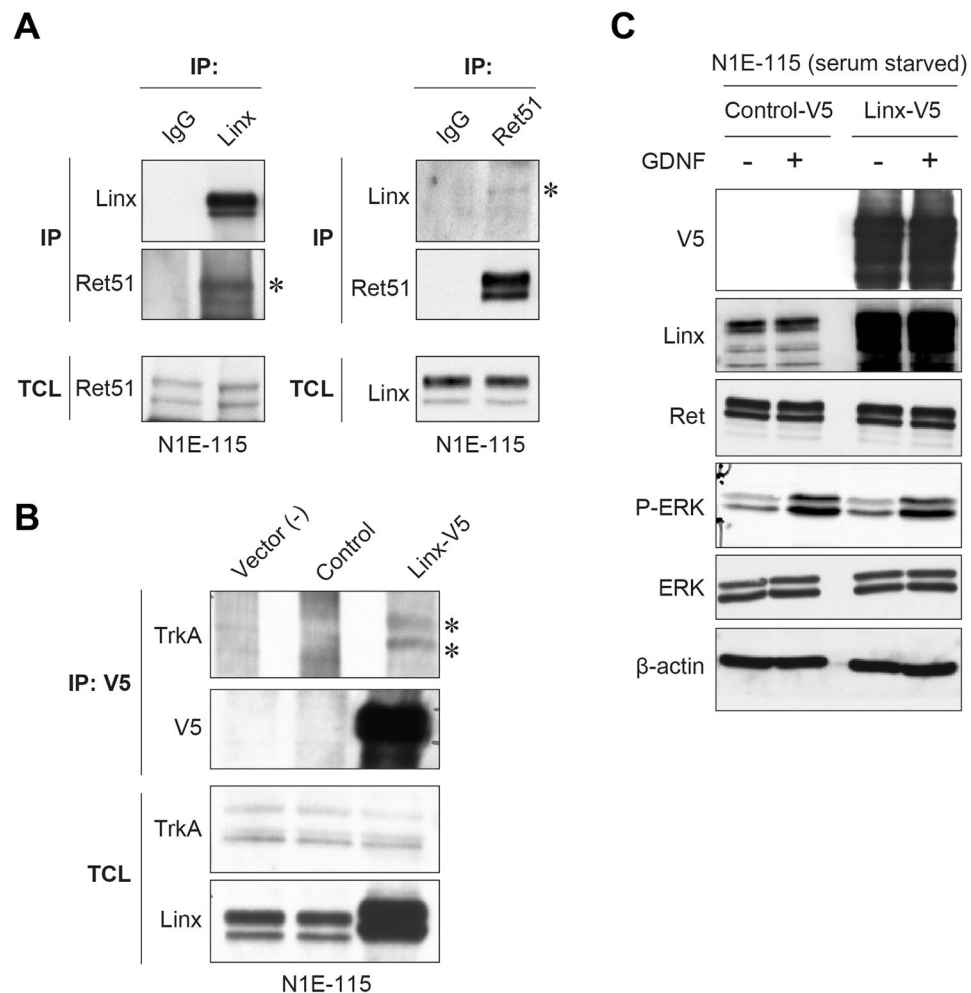 A
IP:
IgG
Linx
IP
Linx
*
Ret51
TCL
Ret51
N1E-115
IP:
IgG
Ret51
IP
Linx
*
Ret51
TCL
Linx
N1E-115
B
Vector (-)
Control
Linx-V5
IP: V5
TrkA
*
*
V5
TCL
TrkA
Linx
N1E-115
C
N1E-115 (serum starved)
Control-V5 Linx-V5
GDNF - + - +
V5
Linx
Ret
P-ERK
ERK
β-actin